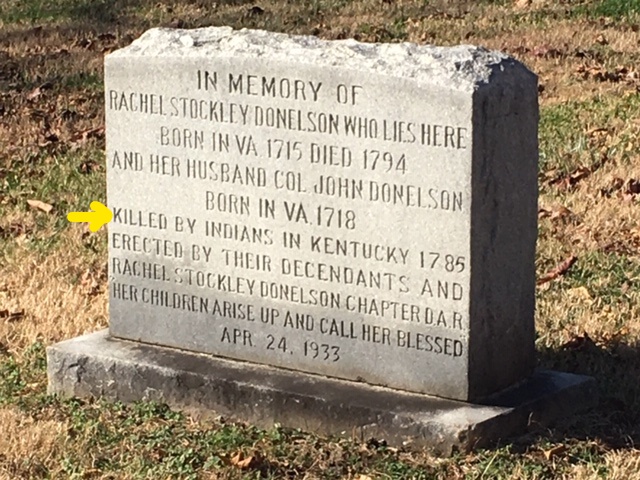 IN MEMORY OF
RACHEL STOCKLEY DONELSON WHO LIES HERE
BORN IN VA. 1715 DIED 1794
AND HER HUSBAND COL JOHN DONELSON
BORN IN VA. 1718
KILLED BY INDIANS IN KENTUCKY 1785
ERECTED BY THEIR DECENDANTS AND
RACHEL STOCKLEY DONELSON CHAPTER D.A.R.
HER CHILDREN ARISE UP AND CALL HER BLESSED
APR. 24, 1933